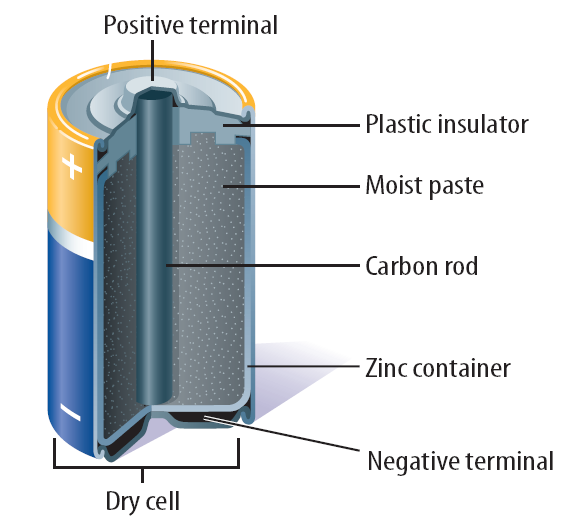 Positive terminal
Plastic insulator
Moist paste
+
Carbon rod
Zinc container
−
Negative terminal
Dry cell